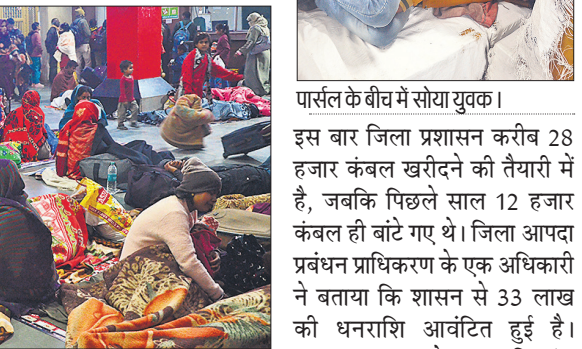 पार्सल के बीच में सोया युवक।
इस बार जिला प्रशासन करीब 28
हजार कंबल खरीदने की तैयारी में
है, जबकि पिछले साल 12 हजार
कंबल ही बांटे गए थे। जिला आपदा
प्रबंधन प्राधिकरण के एक अधिकारी
ने बताया कि शासन से 33 लाख
की धनराशि आवंटित हुई है।